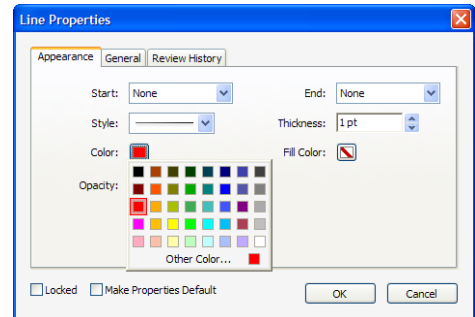 Line Properties
Appearance General Review History
Start: None End: None
Style: Thickness: 1 pt
Color: Fill Color:
Opacity:
Other Color...
Locked Make Properties Default OK Cancel